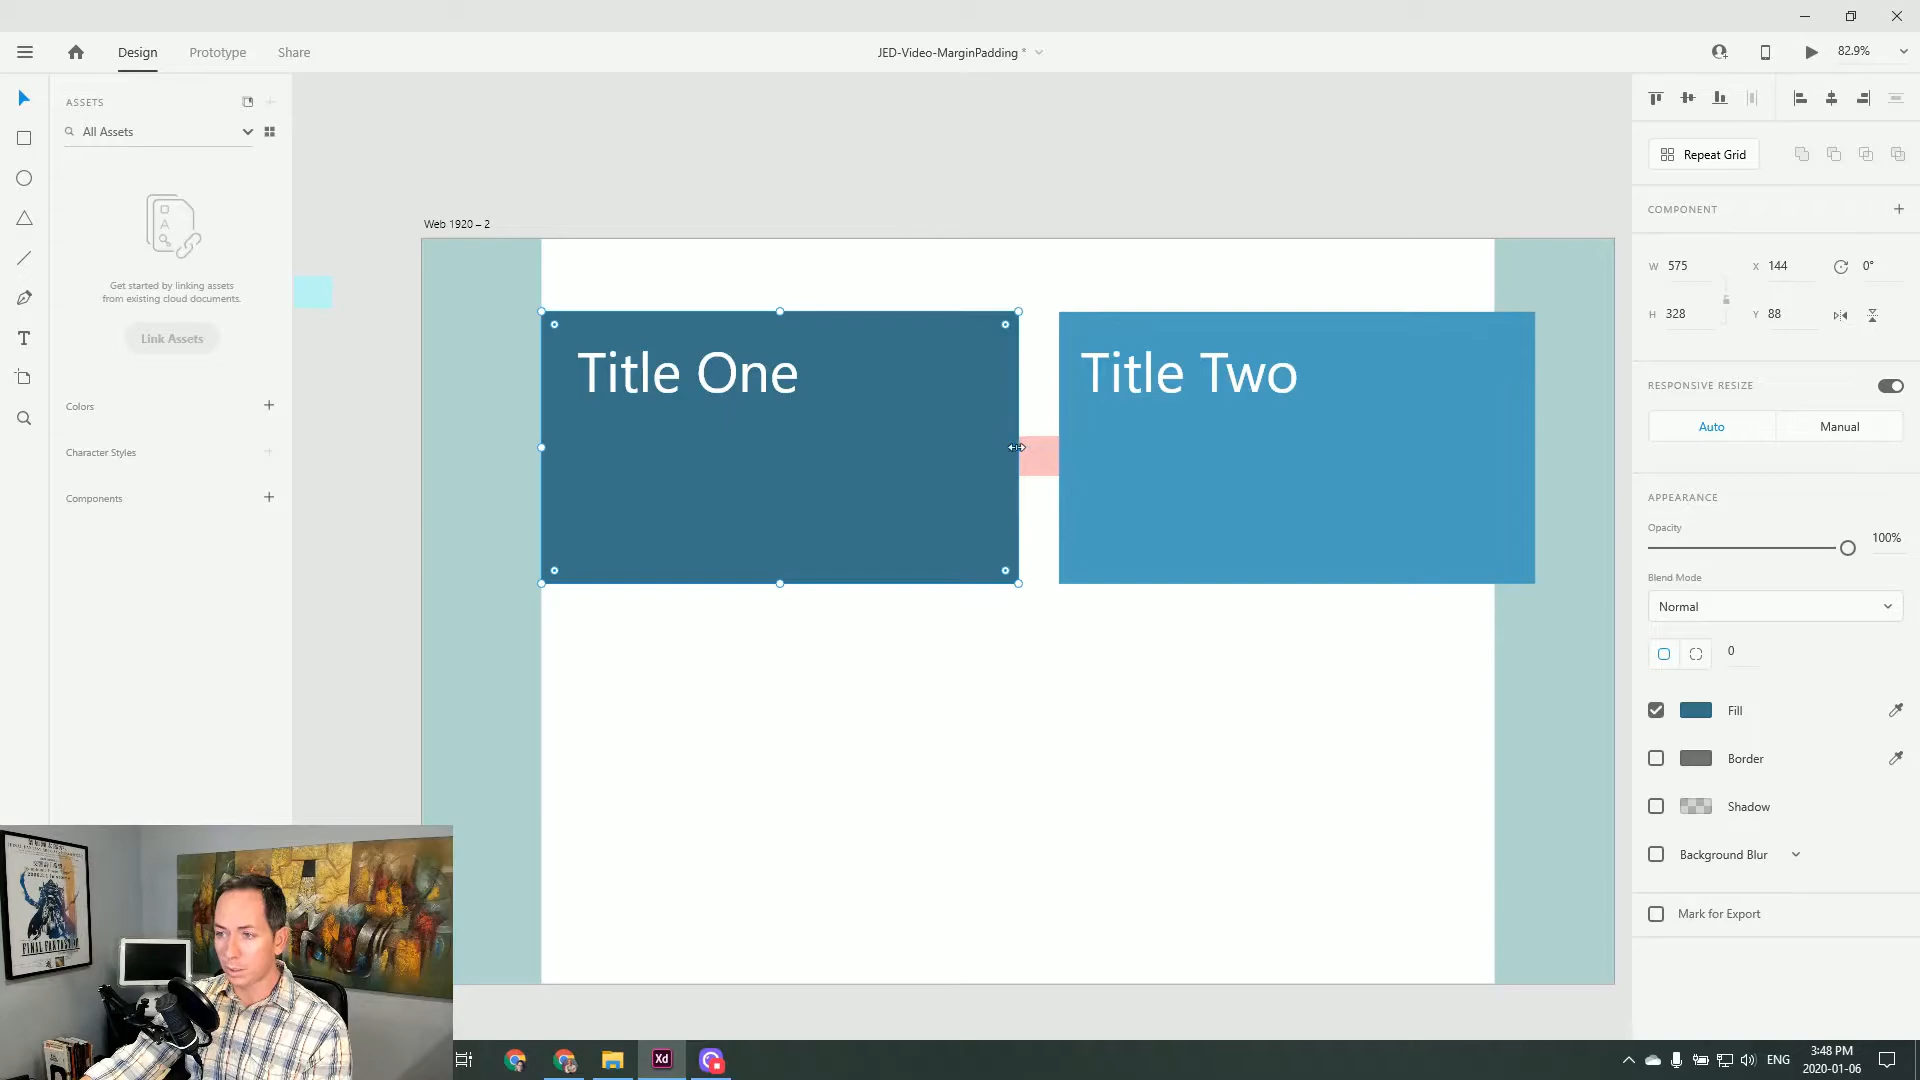 Design
Prototype
Share
JED-Video-MarginPadding *
82.9%
ASSETS
All Assets
Get started by linking assets
from existing cloud documents.
Link Assets
Colors
Character Styles
Components
Web 1920 – 2
Title One
Title Two
Repeat Grid
COMPONENT
W 575
X 144
0°
H 328
Y 88
RESPONSIVE RESIZE
Auto
Manual
APPEARANCE
Opacity
100%
Blend Mode
Normal
0
Fill
Border
Shadow
Background Blur
Mark for Export
FINAL FANTASY
Xd
ENG
3:48 PM
2020-01-06